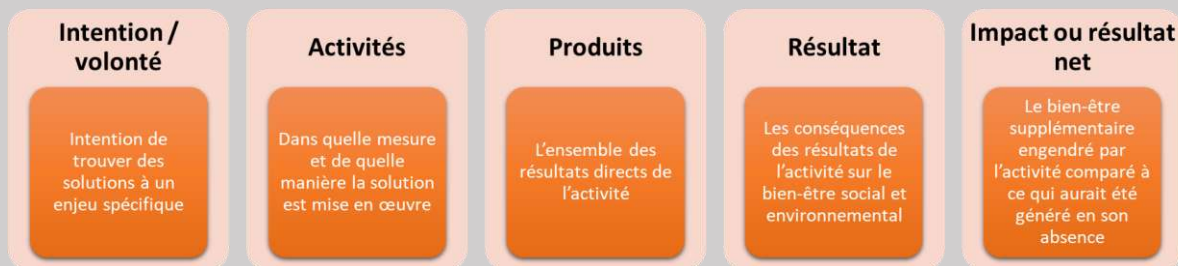 Intention /
volonté
Intention de
trouver des
solutions à un
enjeu spécifique
Activités
Dans quelle mesure
et de quelle
manière la solution
est mise en œuvre
Produits
L'ensemble des
résultats directs de
l'activité
Résultat
Les conséquences
des résultats de
l'activité sur le
bien-être social et
environnemental
Impact ou résultat
net
Le bien-être
supplémentaire
engendré par
l'activité comparé à
ce qui aurait été
généré en son
absence